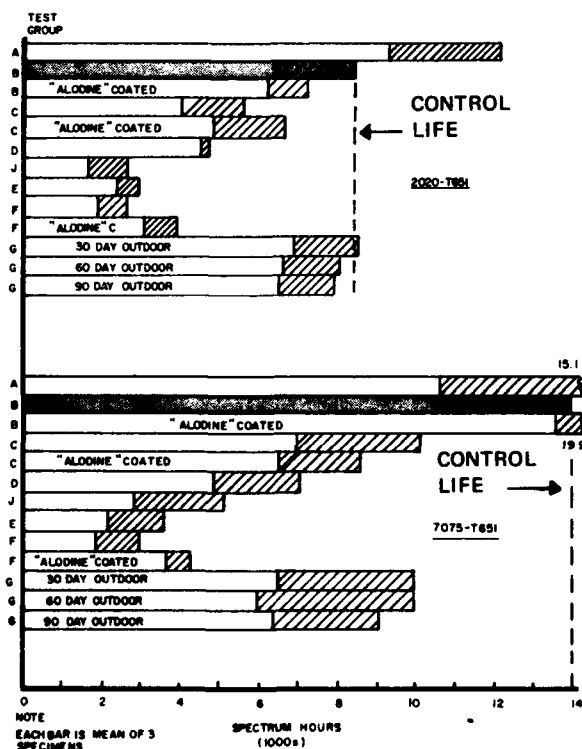 TEST
GROUP
A
B
B "ALODINE" COATED
C
C "ALODINE" COATED
D
J
E
F
F "ALODINE" C
G 30 DAY OUTDOOR
G 60 DAY OUTDOOR
G 90 DAY OUTDOOR
CONTROL
LIFE
2020-T651
15.1
A
B
B "ALODINE" COATED
19.9
C
C "ALODINE" COATED
D
J
E
F
F "ALODINE" COATED
G 30 DAY OUTDOOR
G 60 DAY OUTDOOR
G 90 DAY OUTDOOR
CONTROL
LIFE
7075-T651
0 2 4 6 8 10 12 14
NOTE
EACH BAR IS MEAN OF 3
SPECIMENS
SPECTRUM HOURS
(1000s)